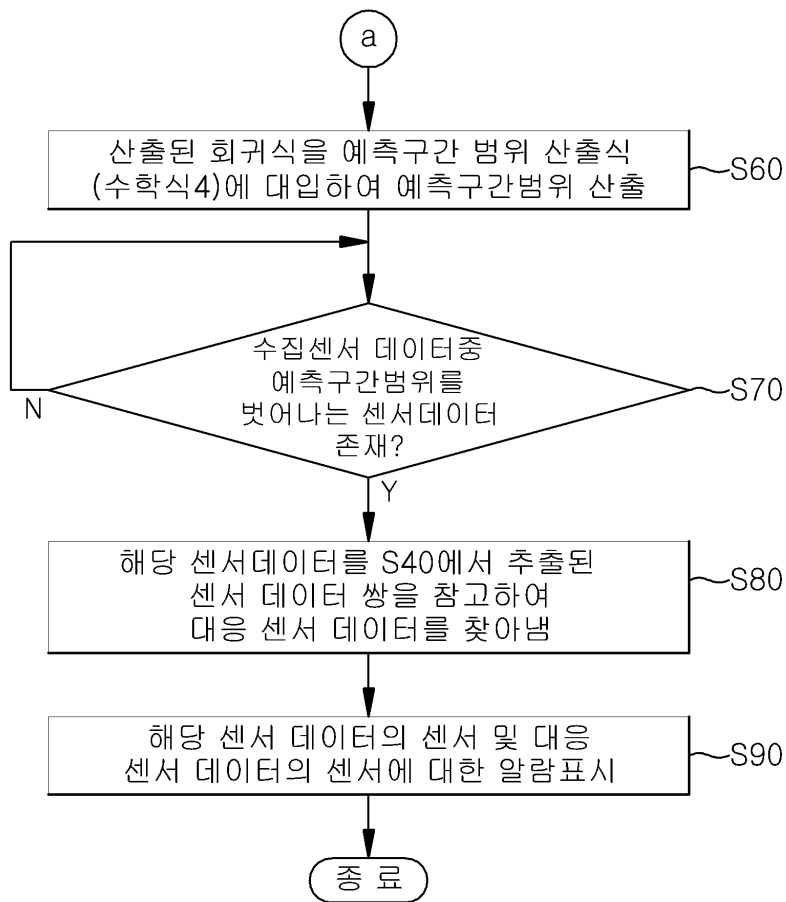 a
산출된 회귀식을 예측구간 범위 산출식
(수학식4)에 대입하여 예측구간범위 산출
S60
수집센서 데이터중
예측구간범위를
벗어나는 센서데이터
존재?
S70
N
Y
해당 센서데이터를 S40에서 추출된
센서 데이터 쌍을 참고하여
대응 센서 데이터를 찾아냄
S80
해당 센서 데이터의 센서 및 대응
센서 데이터의 센서에 대한 알람표시
S90
종 료